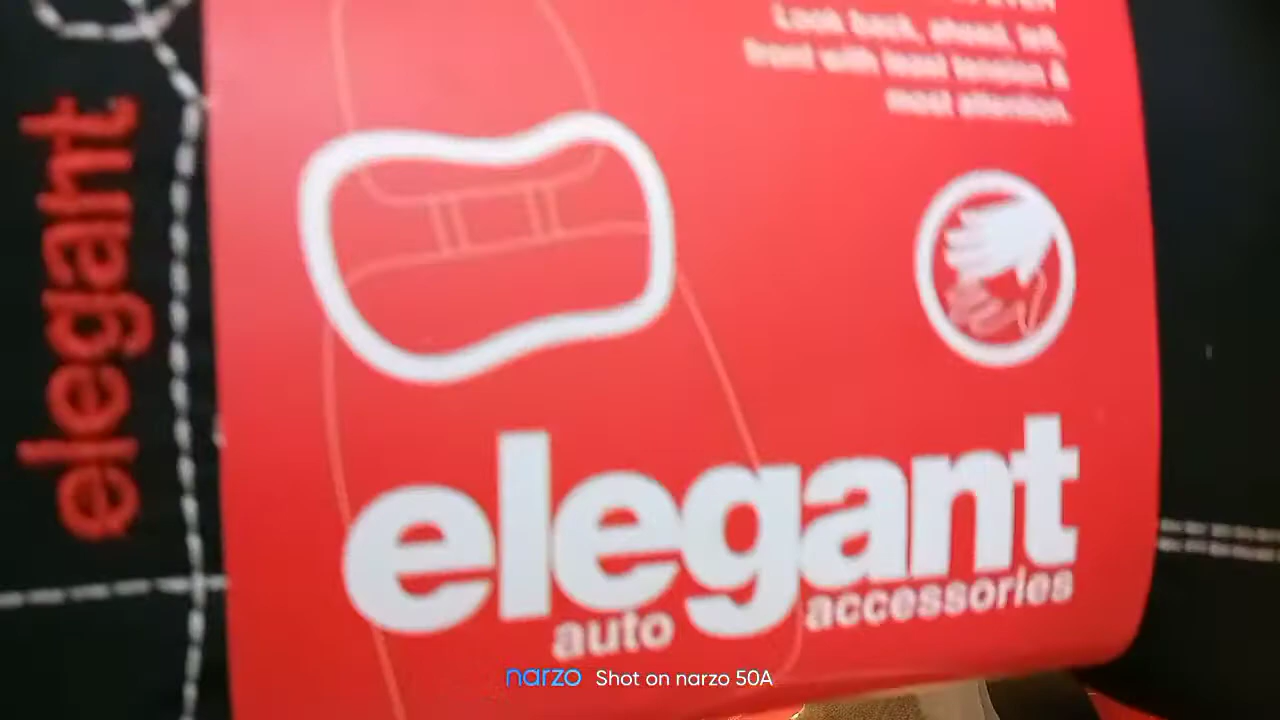 Look back, ahead, left,
front with least tension &
most attention.
elegant
elegant
auto accessories
narzo Shot on narzo 50A